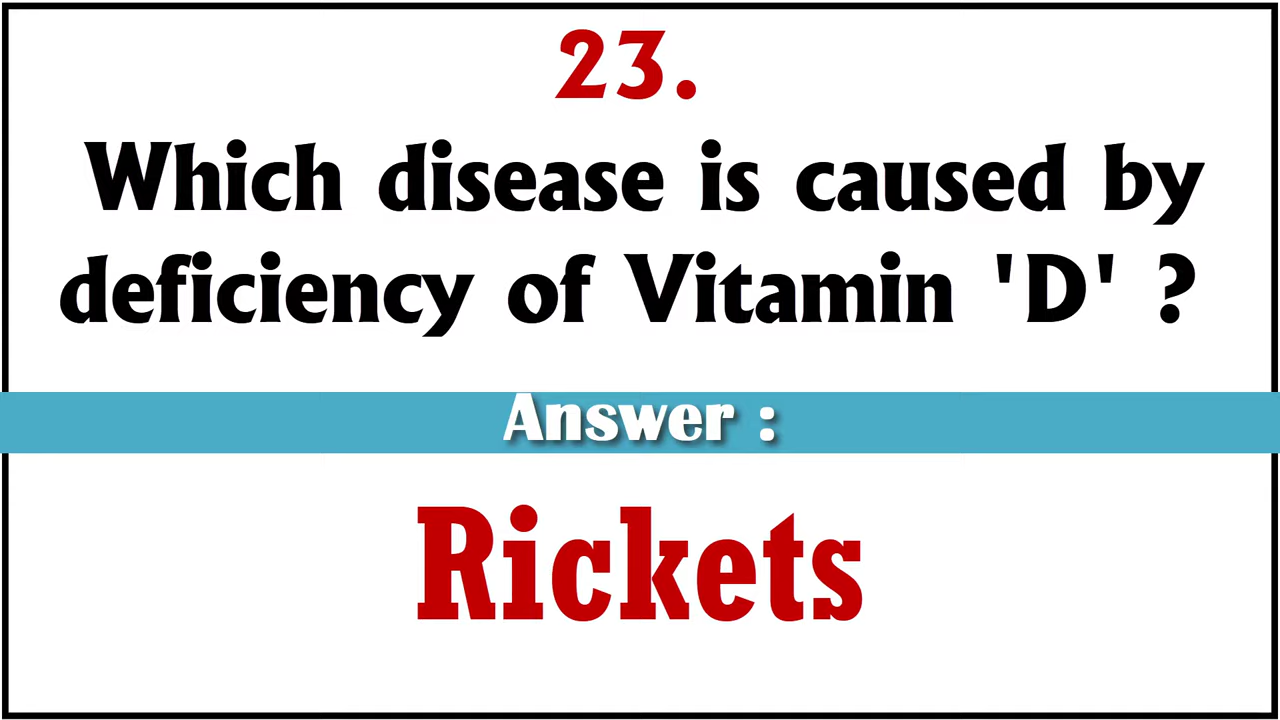 23.
Which disease is caused by
deficiency of Vitamin 'D' ?
Answer :
Rickets